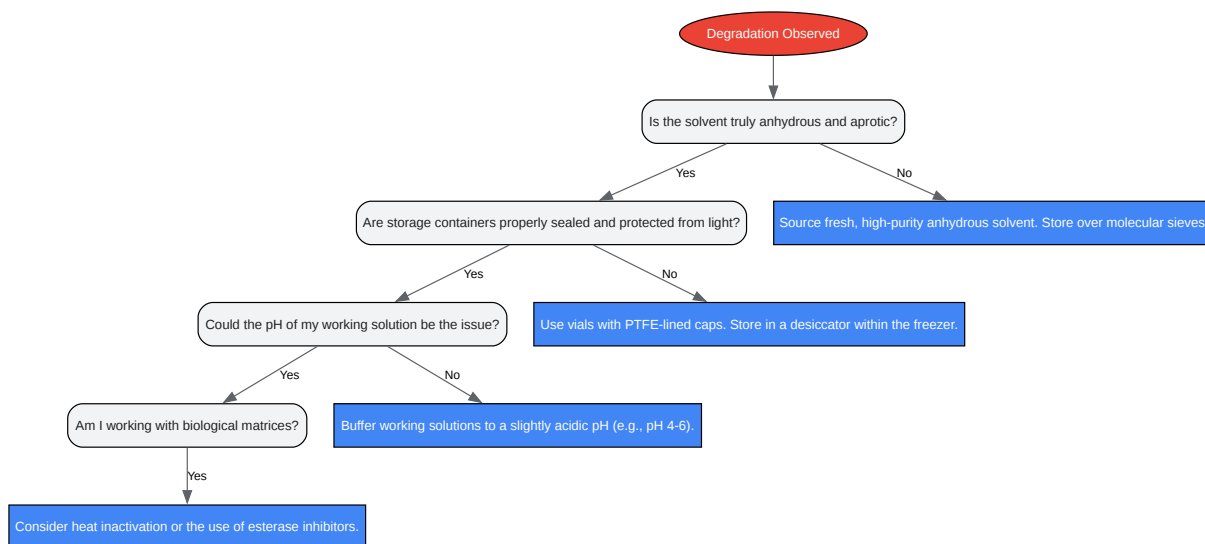 Degradation Observed
Is the solvent truly anhydrous and aprotic?
Yes
No
Are storage containers properly sealed and protected from light?
Source fresh, high-purity anhydrous solvent. Store over molecular sieves
Yes
No
Could the pH of my working solution be the issue?
Use vials with PTFE-lined caps. Store in a desiccator within the freezer.
Yes
No
Am I working with biological matrices?
Buffer working solutions to a slightly acidic pH (e.g., pH 4-6).
Yes
Consider heat inactivation or the use of esterase inhibitors.